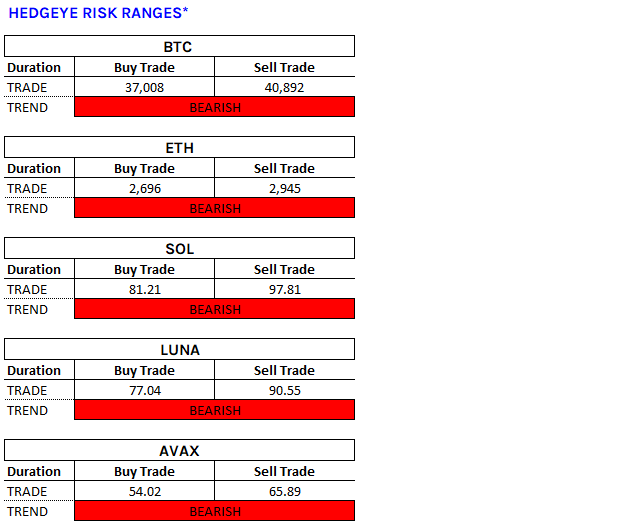 HEDGEYE RISK RANGES*
BTC
Duration Buy Trade Sell Trade
TRADE 37,008 40,892
TREND BEARISH
ETH
Duration Buy Trade Sell Trade
TRADE 2,696 2,945
TREND BEARISH
SOL
Duration Buy Trade Sell Trade
TRADE 81.21 97.81
TREND BEARISH
LUNA
Duration Buy Trade Sell Trade
TRADE 77.04 90.55
TREND BEARISH
AVAX
Duration Buy Trade Sell Trade
TRADE 54.02 65.89
TREND BEARISH